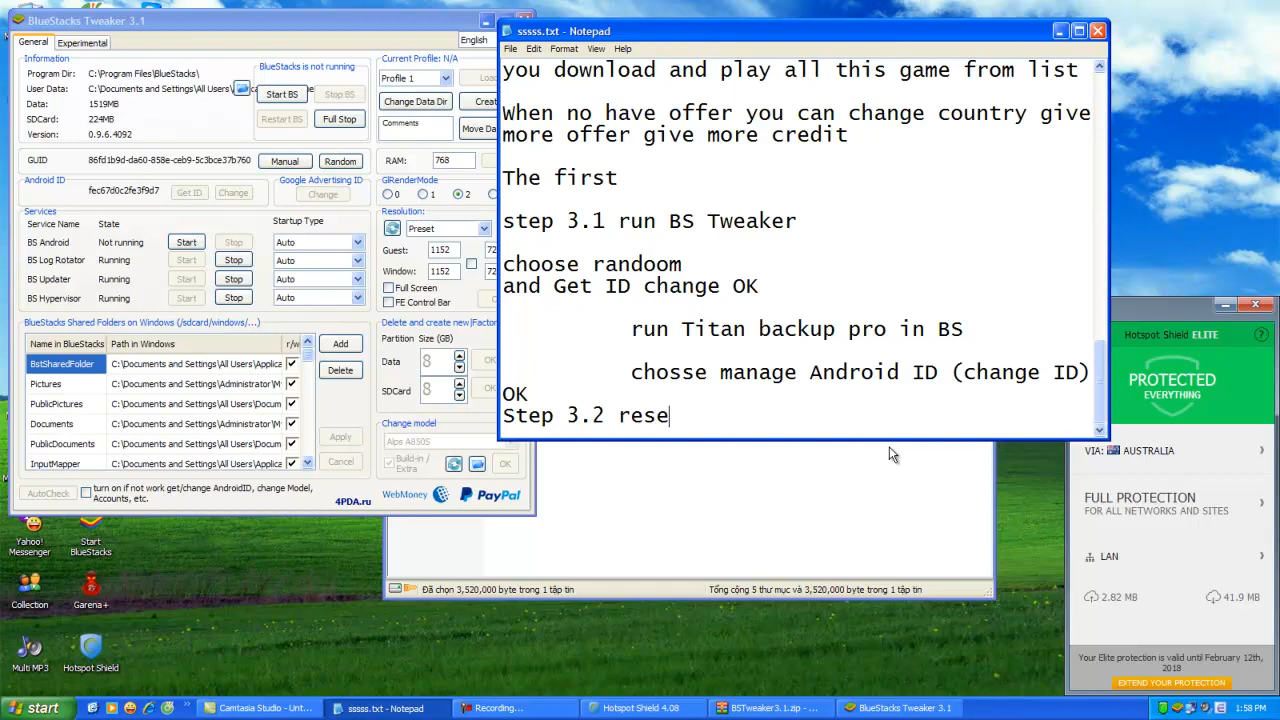 BlueStacks Tweaker 3.1
General
Experimental
English
Information
Program Dir:
C:\Program Files\BlueStacks\
User Data:
C:\Documents and Settings\All Users\
Data:
1519MB
SDCard:
224MB
Version:
0.9.6.4092
BlueStacks is not running
Start BS
Stop BS
Restart BS
Full Stop
GUID
86fd1b9d-da60-858e-ceb9-5c3bce37b760
Manual
Random
Android ID
fec67d0c2fe3f9d7
Get ID
Change
Google Advertising ID
Change
Services
Service Name
State
Startup Type
BS Android
Not running
Start
Stop
Auto
BS Log Rotator
Running
Start
Stop
Auto
BS Updater
Running
Start
Stop
Auto
BS Hypervisor
Running
Start
Stop
Auto
BlueStacks Shared Folders on Windows (/sdcard/windows/...)
Name in BlueStacks
Path in Windows
r/w
BstSharedFolder
C:\Documents and Settings\All Users\Applica
Pictures
C:\Documents and Settings\Administrator\M
PublicPictures
C:\Documents and Settings\All Users\Docum
Documents
C:\Documents and Settings\Administrator\M
PublicDocuments
C:\Documents and Settings\All Users\Docum
InputMapper
C:\Documents and Settings\All Users\Applica
Add
Delete
Apply
Cancel
AutoCheck
turn on if not work get/change AndroidID, change Model,
Accounts, etc.
4PDA.ru
Current Profile: N/A
Profile 1
Change Data Dir
Comments
RAM:
768
GlRenderMode
0
1
2
Resolution:
Preset
Guest:
1152
Window:
1152
Full Screen
FE Control Bar
Delete and create new
Partition
Size (GB)
Data
8
OK
SDCard
8
OK
Change model
Alps A850S
Build-in /
Extra
OK
WebMoney
PayPal
sssss.txt - Notepad
File
Edit
Format
View
Help
you download and play all this game from list
When no have offer you can change country give
more offer give more credit
The first
step 3.1 run BS Tweaker
choose randoom
and Get ID change OK
run Titan backup pro in BS
chosse manage Android ID (change ID)
OK
Step 3.2 rese
Đã chọn 3,520,000 byte trong 1 tập tin
Tổng cộng 5 thư mục và 3,520,000 byte trong 1 tập tin
Hotspot Shield ELITE
PROTECTED
EVERYTHING
VIA:
AUSTRALIA
FULL PROTECTION
FOR ALL NETWORKS AND SITES
LAN
2.82 MB
41.9 MB
Your Elite protection is valid until February 12th,
2018
EXTEND YOUR PROTECTION
Yahoo!
Messenger
Start
BlueStacks
Collection
Garena+
Multi MP3
Hotspot Shield
start
Camtasia Studio - Unt...
sssss.txt - Notepad
Recording...
Hotspot Shield 4.08
BSTweaker3.1.zip - ...
BlueStacks Tweaker 3.1
1:58 PM